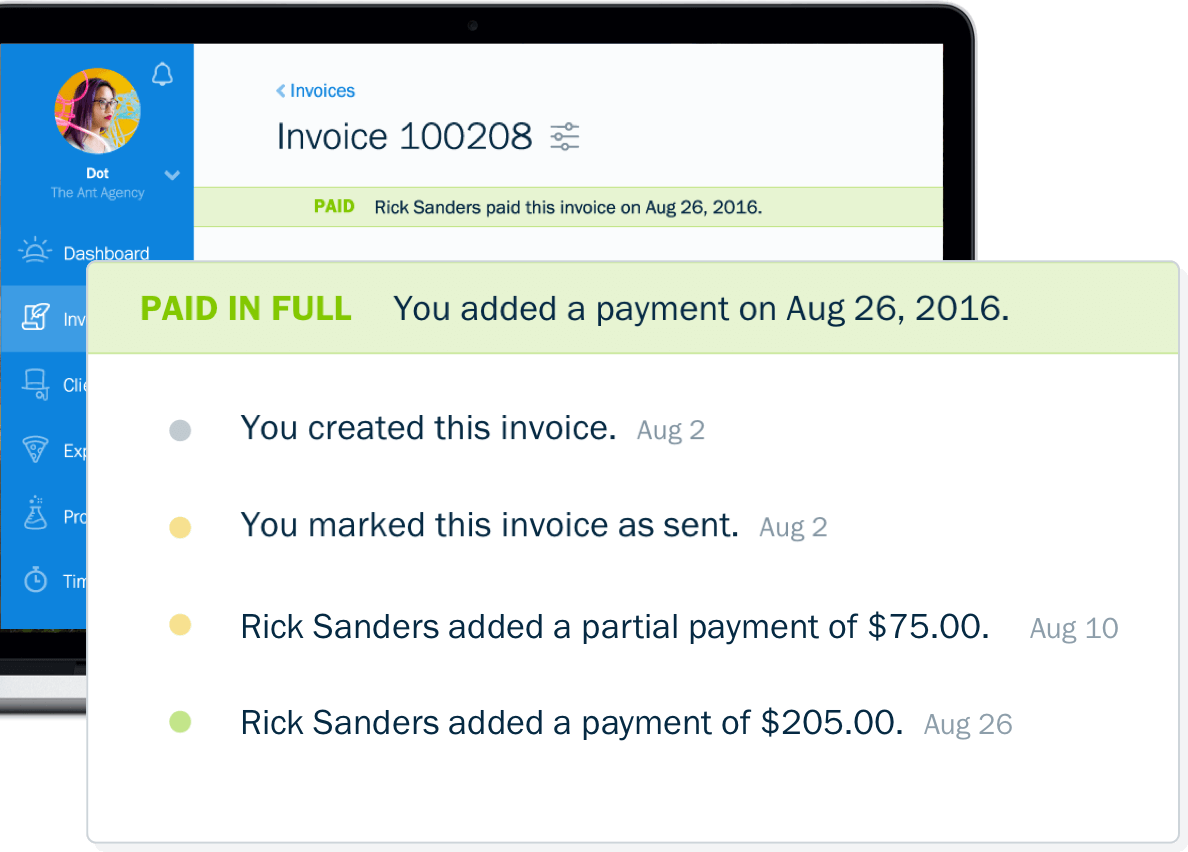 Invoices
Invoice 100208
Dot
The Ant Agency
PAID Rick Sanders paid this invoice on Aug 26, 2016.
Dashboard
PAID IN FULL You added a payment on Aug 26, 2016.
Inv
Clie
You created this invoice. Aug 2
Exp
You marked this invoice as sent. Aug 2
Pro
Tim
Rick Sanders added a partial payment of $75.00. Aug 10
Rick Sanders added a payment of $205.00. Aug 26